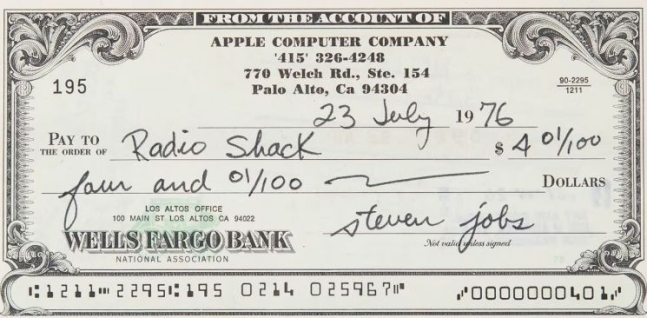 FROM THE ACCOUNT OF
APPLE COMPUTER COMPANY
'415' 326-4248
770 Welch Rd., Ste. 154
Palo Alto, Ca 94304
195
90-2295
1211
23 July 1976
PAY TO THE ORDER OF Radio Shack $ 4 01/100
four and 01/100 DOLLARS
LOS ALTOS OFFICE
100 MAIN ST LOS ALTOS CA 94022
WELLS FARGO BANK
NATIONAL ASSOCIATION
steven jobs
Not valid unless signed
⑆1211⑉2295⑆195 0214 025967⑈ ⑇0000000401⑇